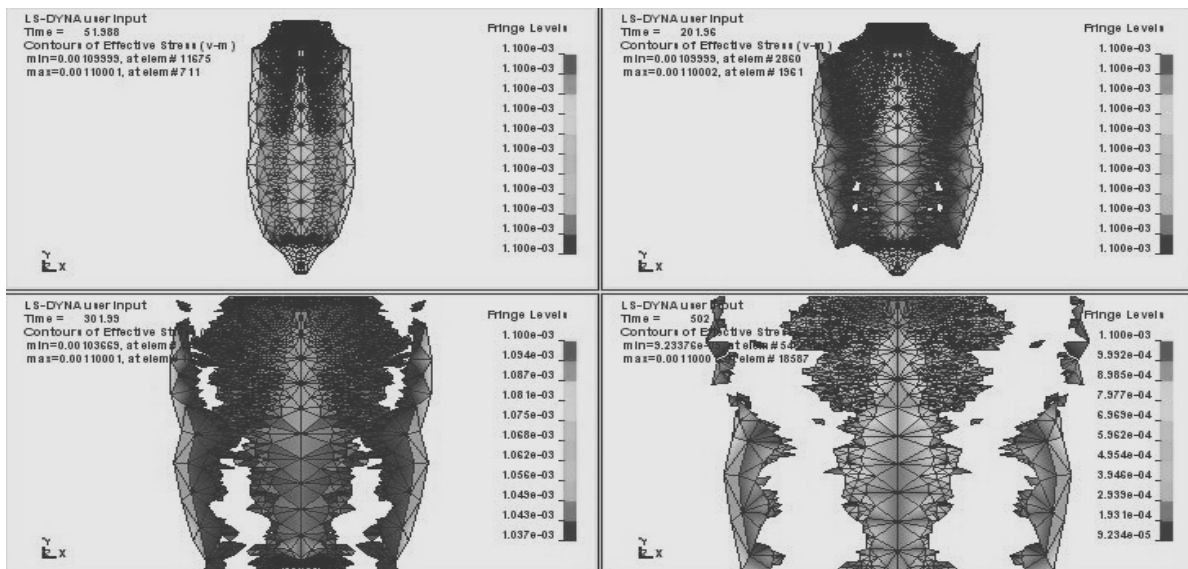 LS-DYNA user input
Time = 51.988
Contours of Effective Stress (v-m)
min=0.00109999, at elem# 11675
max=0.00110001, at elem# 711
Fringe Levels
1.100e-03
1.100e-03
1.100e-03
1.100e-03
1.100e-03
1.100e-03
1.100e-03
1.100e-03
1.100e-03
1.100e-03
1.100e-03
Y
Z X
LS-DYNA user input
Time = 201.96
Contours of Effective Stress (v-m)
min=0.00109999, at elem# 2860
max=0.00110002, at elem# 1961
Fringe Levels
1.100e-03
1.100e-03
1.100e-03
1.100e-03
1.100e-03
1.100e-03
1.100e-03
1.100e-03
1.100e-03
1.100e-03
1.100e-03
Y
Z X
LS-DYNA user input
Time = 301.99
Contours of Effective
min=0.00103669, at elem#
max=0.00110001, at elem
Fringe Levels
1.100e-03
1.094e-03
1.087e-03
1.081e-03
1.075e-03
1.068e-03
1.062e-03
1.056e-03
1.049e-03
1.043e-03
1.037e-03
Y
Z X
LS-DYNA user input
Time = 502
Contours of Effective Stress
min=9.23376e- at elem# 54
max=0.0011000 at elem# 18587
Fringe Levels
1.100e-03
9.992e-04
8.985e-04
7.977e-04
6.969e-04
5.962e-04
4.954e-04
3.946e-04
2.939e-04
1.931e-04
9.234e-05
Y
Z X